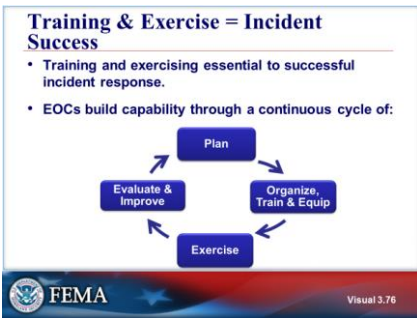 Training & Exercise = Incident
Success
• Training and exercising essential to successful
incident response.
• EOCs build capability through a continuous cycle of:
Plan
Evaluate &
Improve
Organize,
Train & Equip
Exercise
FEMA
Visual 3.76